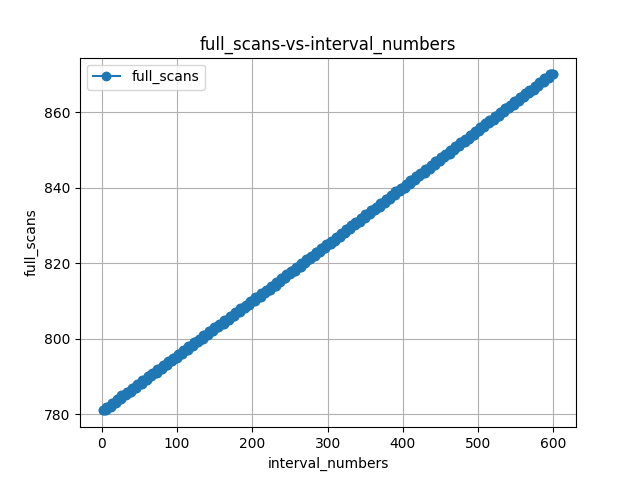 full_scans-vs-interval_numbers
full_scans
860
840
820
800
780
full_scans
0 100 200 300 400 500 600
interval_numbers